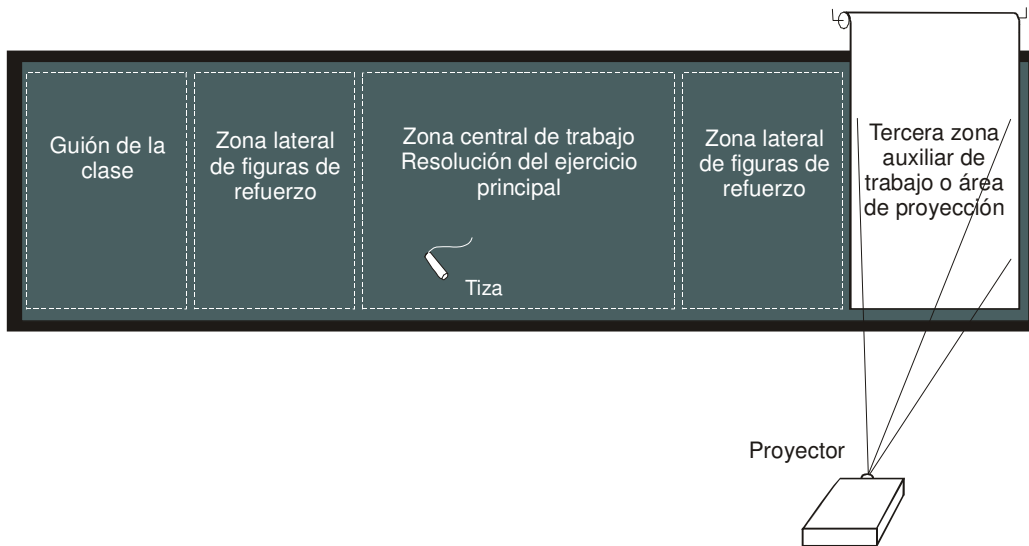 Guión de la
clase
Zona lateral
de figuras de
refuerzo
Zona central de trabajo
Resolución del ejercicio
principal
Tiza
Zona lateral
de figuras de
refuerzo
Tercera zona
auxiliar de
trabajo o área
de proyección
Proyector